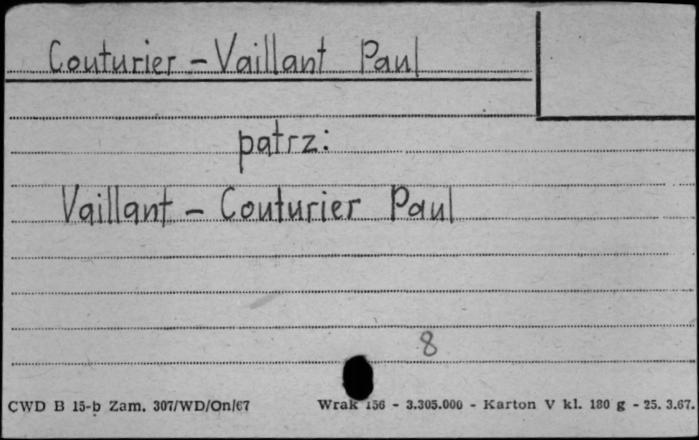 Couturier - Vaillant Paul
patrz:
Vaillant - Couturier Paul
8
CWD B 15-b Zam. 307/WD/On/67 Wrak 156 - 3.305.000 - Karton V kl. 180 g - 25. 3.67.